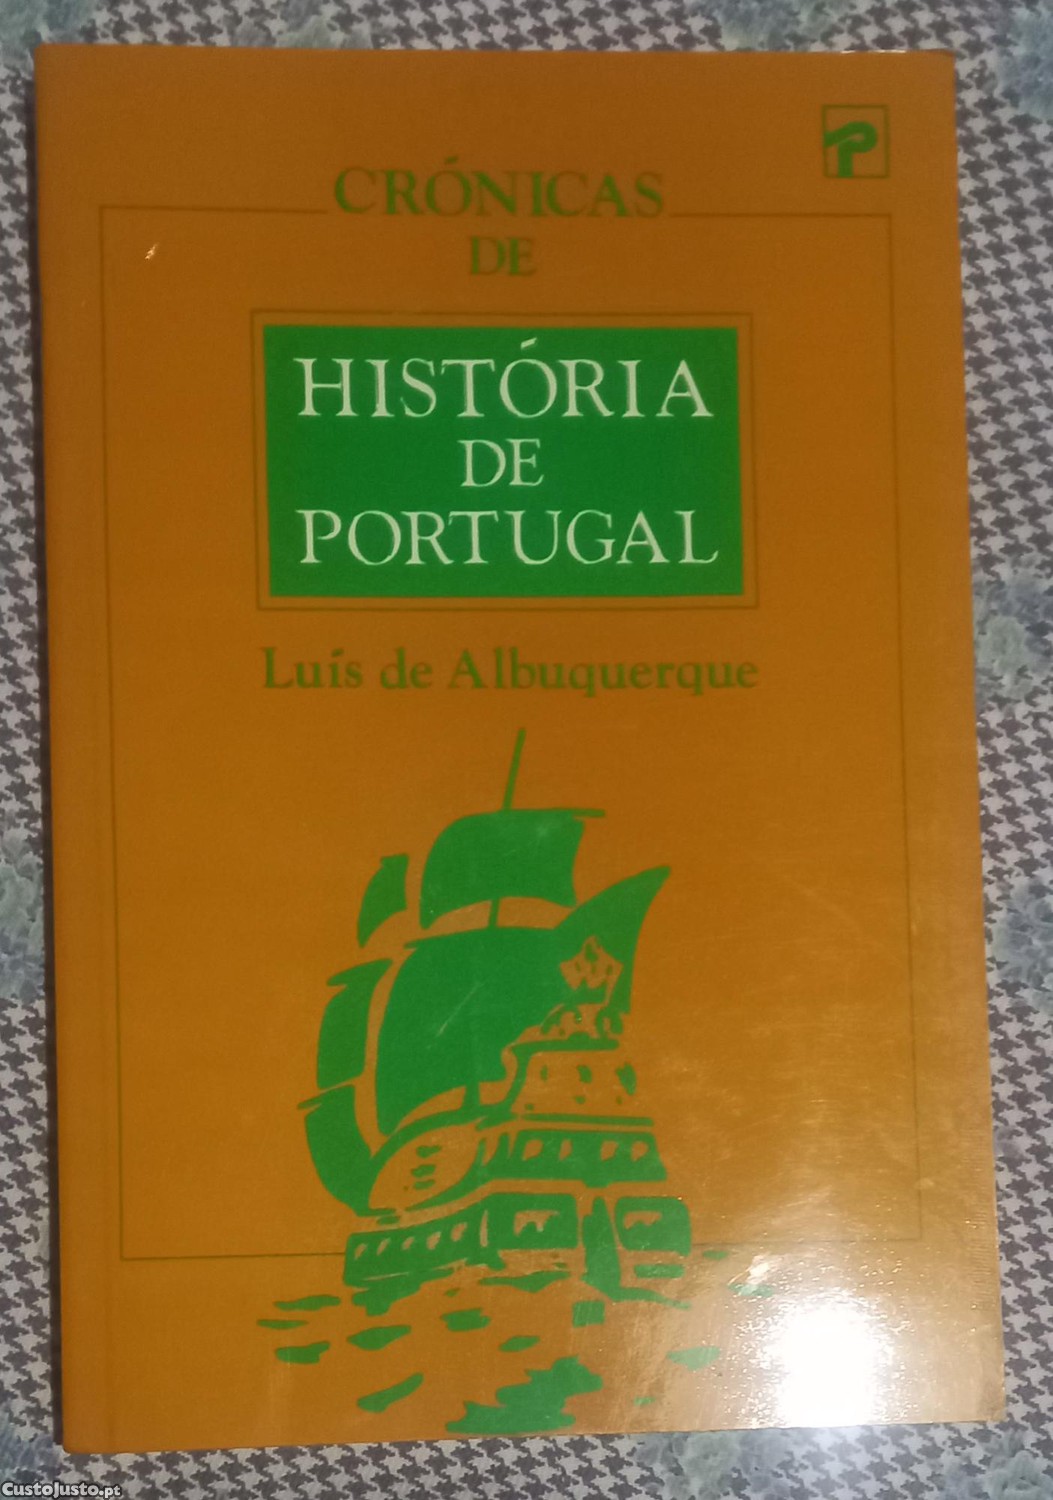 CRÓNICAS
DE
HISTÓRIA
DE
PORTUGAL
Luís de Albuquerque
CustoJusto.pt